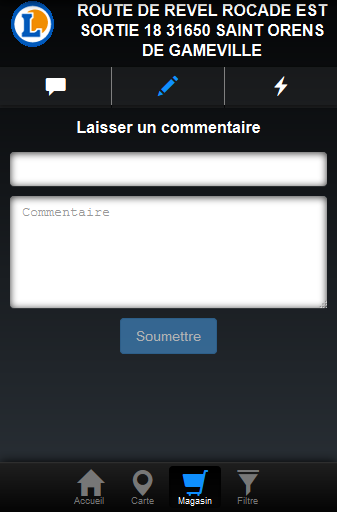 L
ROUTE DE REVEL ROCADE EST
SORTIE 18 31650 SAINT ORENS
DE GAMEVILLE
Laisser un commentaire
Commentaire
Soumettre
Accueil
Carte
Magasin
Filtre